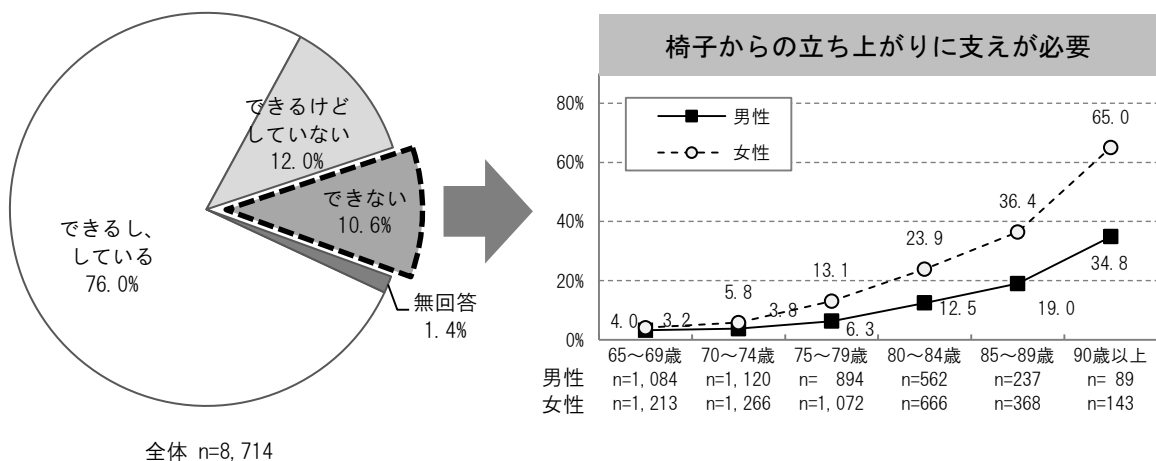 できるけど
していない
12.0%
できない
10.6%
できるし、
している
76.0%
無回答
1.4%
全体 n=8,714
椅子からの立ち上がりに支えが必要
80%
60%
40%
20%
0%
男性
女性
4.0
5.8
13.1
23.9
36.4
65.0
3.2
3.8
6.3
12.5
19.0
34.8
65～69歳 70～74歳 75～79歳 80～84歳 85～89歳 90歳以上
男性 n=1,084 n=1,120 n= 894 n=562 n=237 n= 89
女性 n=1,213 n=1,266 n=1,072 n=666 n=368 n=143